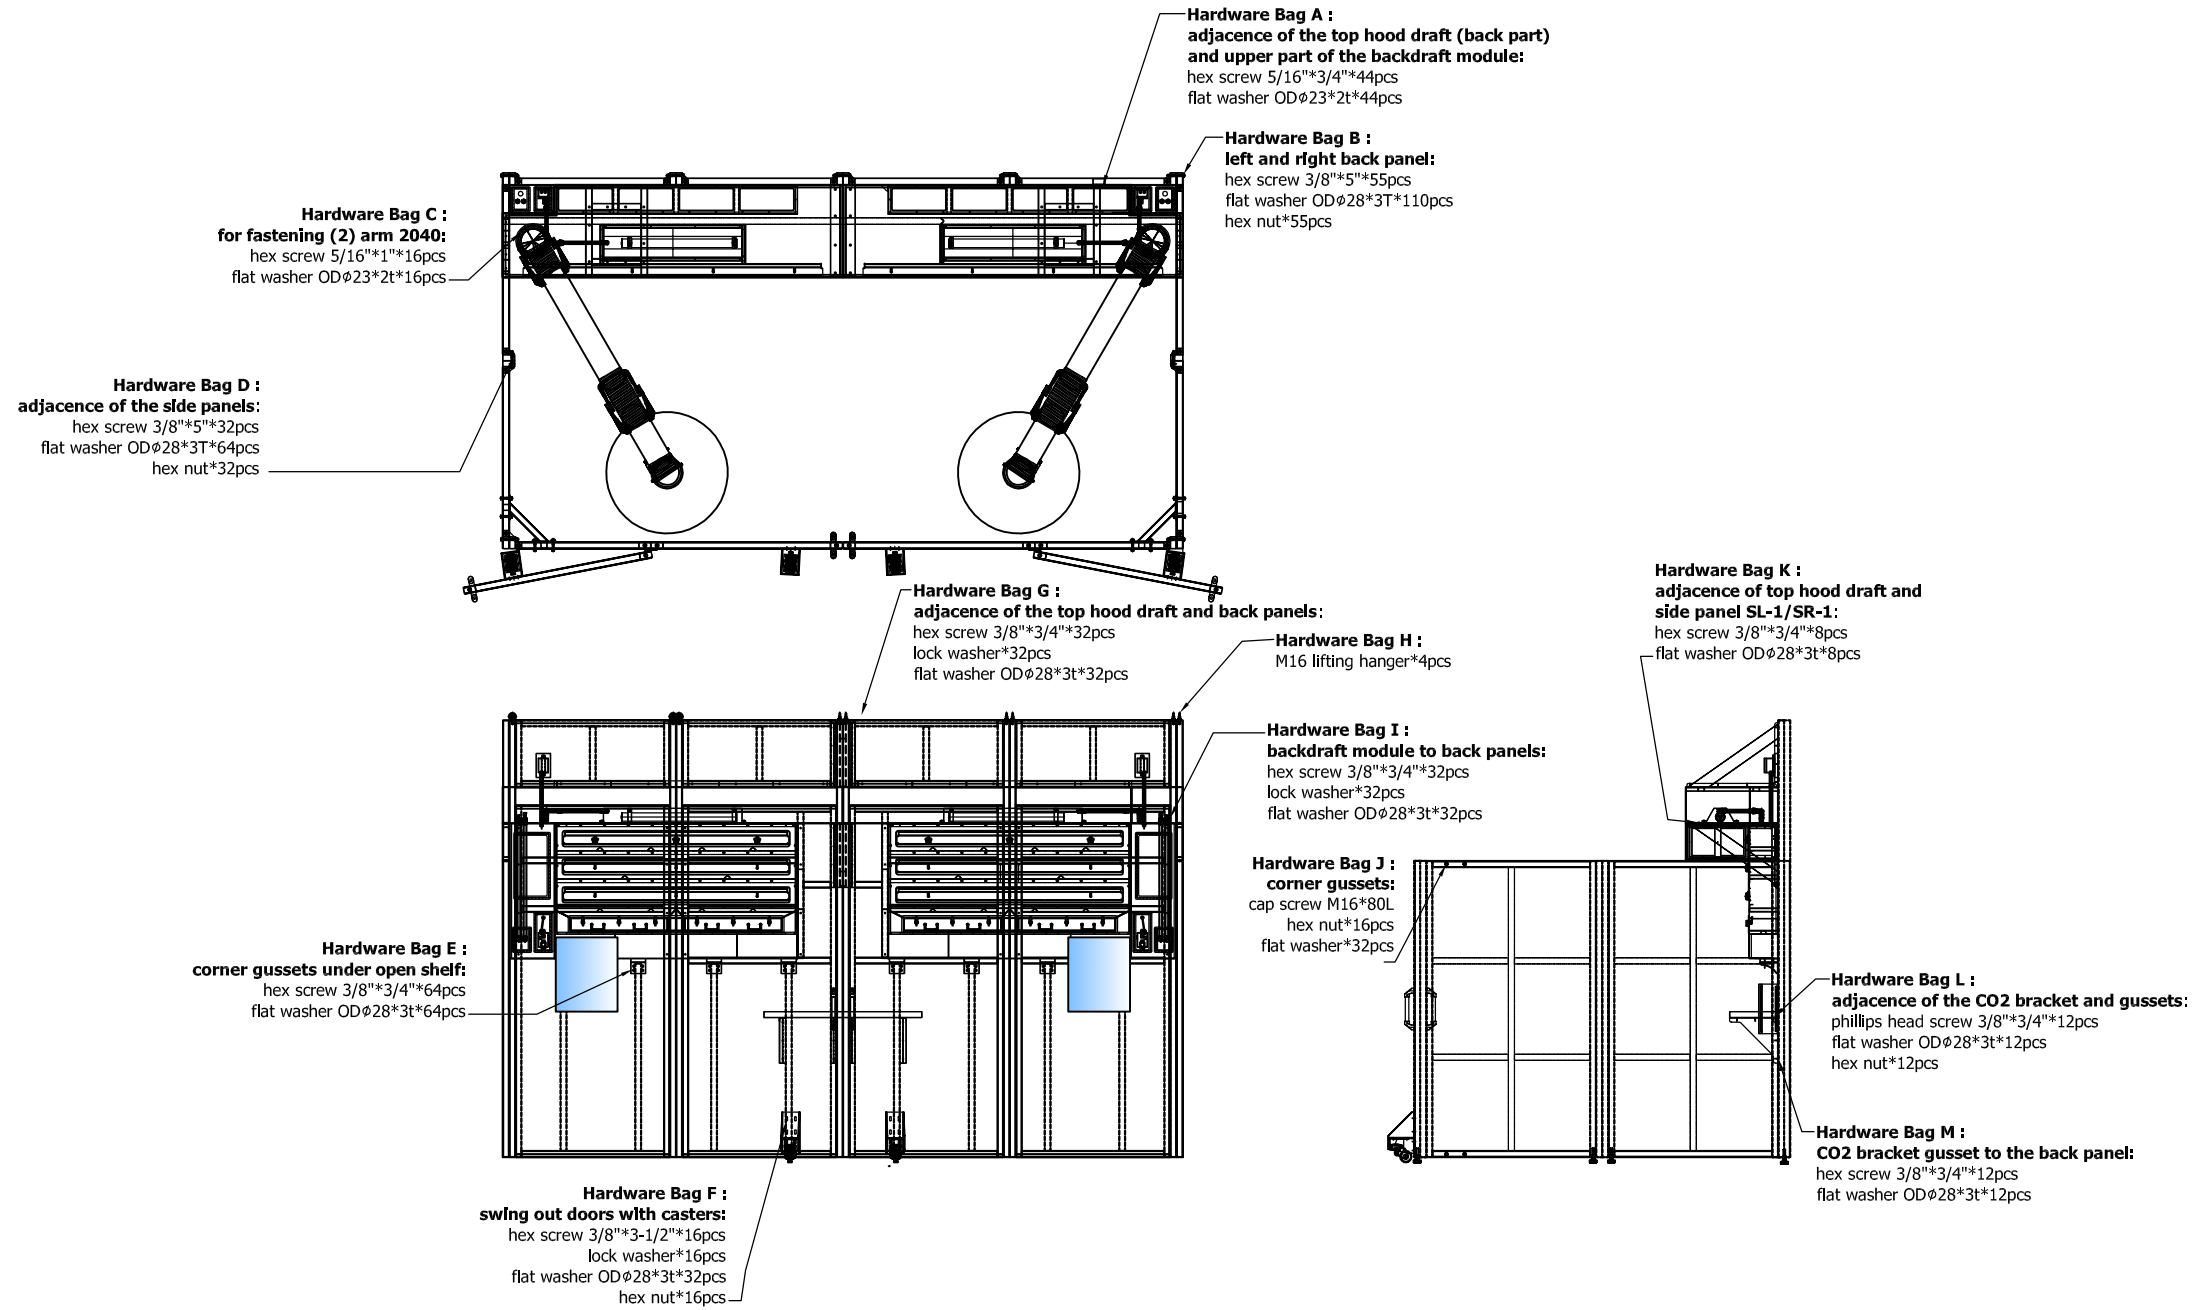 Hardware Bag A :
adjacence of the top hood draft (back part)
and upper part of the backdraft module:
hex screw 5/16"*3/4"*44pcs
flat washer ODφ23*2t*44pcs
Hardware Bag B :
left and right back panel:
hex screw 3/8"*5"*55pcs
flat washer ODφ28*3T*110pcs
hex nut*55pcs
Hardware Bag C :
for fastening (2) arm 2040:
hex screw 5/16"*1"*16pcs
flat washer ODφ23*2t*16pcs
Hardware Bag D :
adjacence of the side panels:
hex screw 3/8"*5"*32pcs
flat washer ODφ28*3T*64pcs
hex nut*32pcs
Hardware Bag G :
adjacence of the top hood draft and back panels:
hex screw 3/8"*3/4"*32pcs
lock washer*32pcs
flat washer ODφ28*3t*32pcs
Hardware Bag H :
M16 lifting hanger*4pcs
Hardware Bag K :
adjacence of top hood draft and
side panel SL-1/SR-1:
hex screw 3/8"*3/4"*8pcs
flat washer ODφ28*3t*8pcs
Hardware Bag I :
backdraft module to back panels:
hex screw 3/8"*3/4"*32pcs
lock washer*32pcs
flat washer ODφ28*3t*32pcs
Hardware Bag J :
corner gussets:
cap screw M16*80L
hex nut*16pcs
flat washer*32pcs
Hardware Bag E :
corner gussets under open shelf:
hex screw 3/8"*3/4"*64pcs
flat washer ODφ28*3t*64pcs
Hardware Bag L :
adjacence of the CO2 bracket and gussets:
phillips head screw 3/8"*3/4"*12pcs
flat washer ODφ28*3t*12pcs
hex nut*12pcs
Hardware Bag M :
CO2 bracket gusset to the back panel:
hex screw 3/8"*3/4"*12pcs
flat washer ODφ28*3t*12pcs
Hardware Bag F :
swing out doors with casters:
hex screw 3/8"*3-1/2"*16pcs
lock washer*16pcs
flat washer ODφ28*3t*32pcs
hex nut*16pcs